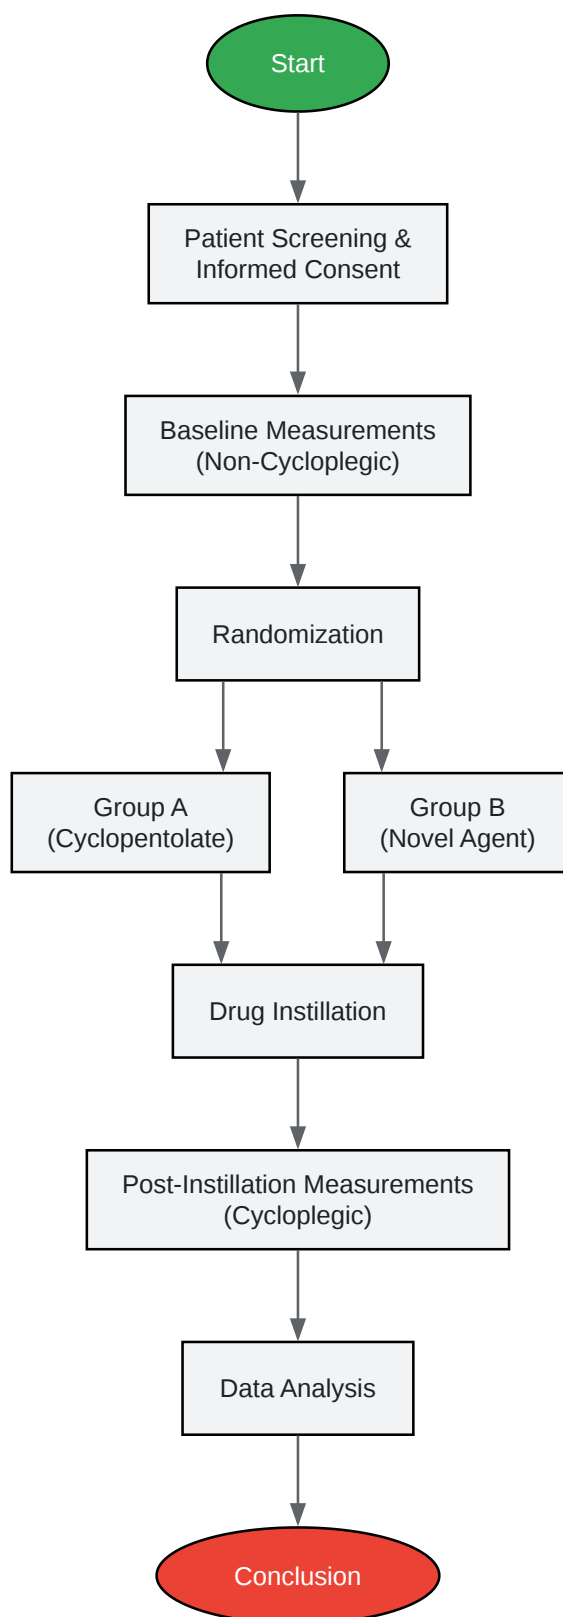 Start
Patient Screening &
Informed Consent
Baseline Measurements
(Non-Cycloplegic)
Randomization
Group A
(Cyclopentolate)
Group B
(Novel Agent)
Drug Instillation
Post-Instillation Measurements
(Cycloplegic)
Data Analysis
Conclusion